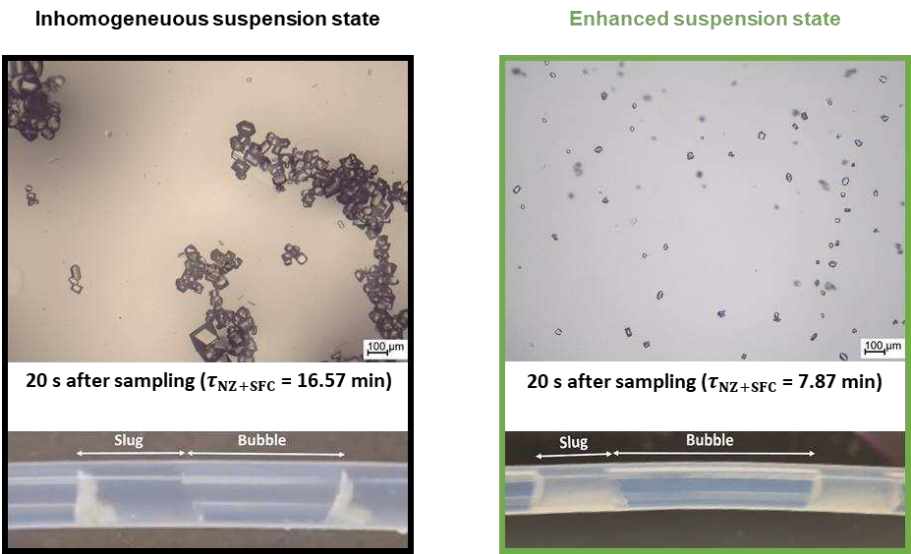 Inhomogeneuous suspension state
Enhanced suspension state
100 µm
100 µm
20 s after sampling (τNZ+SFC = 16.57 min)
20 s after sampling (τNZ+SFC = 7.87 min)
Slug
Bubble
Slug
Bubble